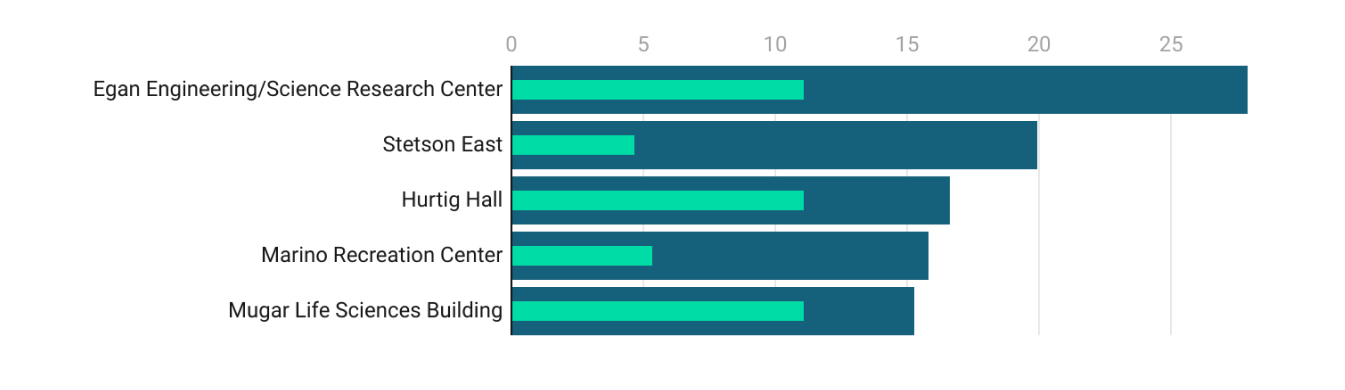 0 5 10 15 20 25
Egan Engineering/Science Research Center
Stetson East
Hurtig Hall
Marino Recreation Center
Mugar Life Sciences Building